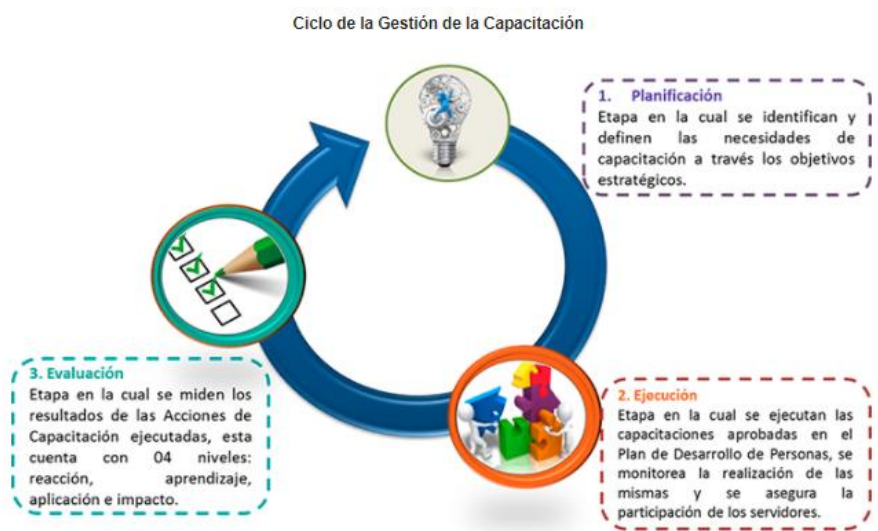 Ciclo de la Gestión de la Capacitación
1. Planificación
Etapa en la cual se identifican y
definen las necesidades de
capacitación a través los objetivos
estratégicos.
2. Ejecución
Etapa en la cual se ejecutan las
capacitaciones aprobadas en el
Plan de Desarrollo de Personas, se
monitorea la realización de las
mismas y se asegura la
participación de los servidores.
3. Evaluación
Etapa en la cual se miden los
resultados de las Acciones de
Capacitación ejecutadas, esta
cuenta con 04 niveles:
reacción, aprendizaje,
aplicación e impacto.